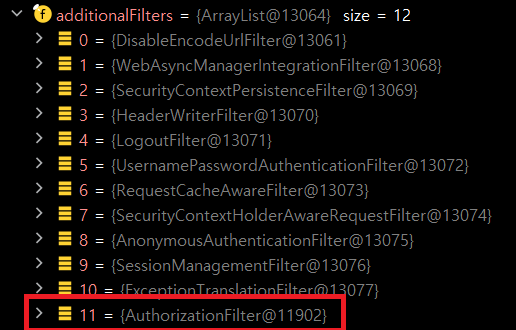 f additionalFilters = {ArrayList@13064} size = 12
0 = {DisableEncodeUrlFilter@13061}
1 = {WebAsyncManagerIntegrationFilter@13068}
2 = {SecurityContextPersistenceFilter@13069}
3 = {HeaderWriterFilter@13070}
4 = {LogoutFilter@13071}
5 = {UsernamePasswordAuthenticationFilter@13072}
6 = {RequestCacheAwareFilter@13073}
7 = {SecurityContextHolderAwareRequestFilter@13074}
8 = {AnonymousAuthenticationFilter@13075}
9 = {SessionManagementFilter@13076}
10 = {ExceptionTranslationFilter@13077}
11 = {AuthorizationFilter@11902}